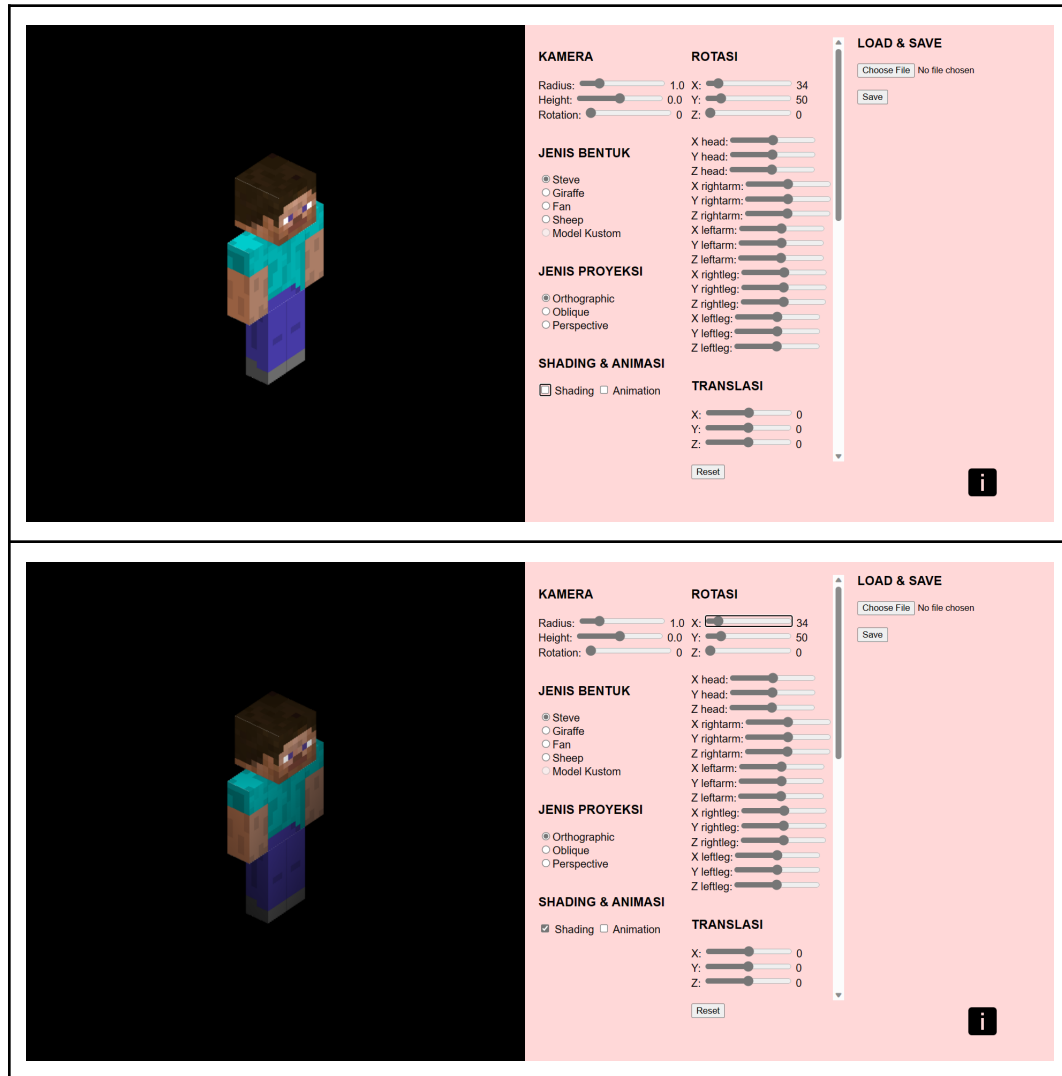 KAMERA
Radius: 1.0
Height: 0.0
Rotation: 0
JENIS BENTUK
Steve
Giraffe
Fan
Sheep
Model Kustom
JENIS PROYEKSI
Orthographic
Oblique
Perspective
SHADING & ANIMASI
Shading Animation
ROTASI
X: 34
Y: 50
Z: 0
X head:
Y head:
Z head:
X rightarm:
Y rightarm:
Z rightarm:
X leftarm:
Y leftarm:
Z leftarm:
X rightleg:
Y rightleg:
Z rightleg:
X leftleg:
Y leftleg:
Z leftleg:
TRANSLASI
X: 0
Y: 0
Z: 0
Reset
LOAD & SAVE
Choose File No file chosen
Save
i
KAMERA
Radius: 1.0
Height: 0.0
Rotation: 0
JENIS BENTUK
Steve
Giraffe
Fan
Sheep
Model Kustom
JENIS PROYEKSI
Orthographic
Oblique
Perspective
SHADING & ANIMASI
Shading Animation
ROTASI
X: 34
Y: 50
Z: 0
X head:
Y head:
Z head:
X rightarm:
Y rightarm:
Z rightarm:
X leftarm:
Y leftarm:
Z leftarm:
X rightleg:
Y rightleg:
Z rightleg:
X leftleg:
Y leftleg:
Z leftleg:
TRANSLASI
X: 0
Y: 0
Z: 0
Reset
LOAD & SAVE
Choose File No file chosen
Save
i